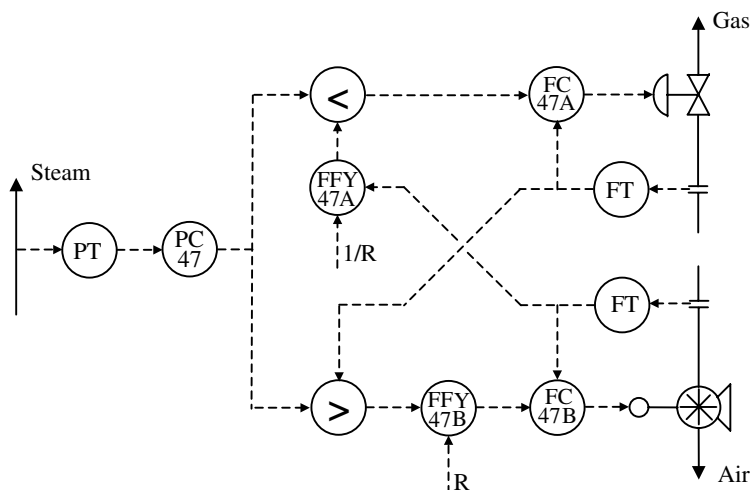 Gas
<
FC
47A
Steam
FFY
47A
FT
PT
PC
47
1/R
FT
>
FFY
47B
FC
47B
R
Air